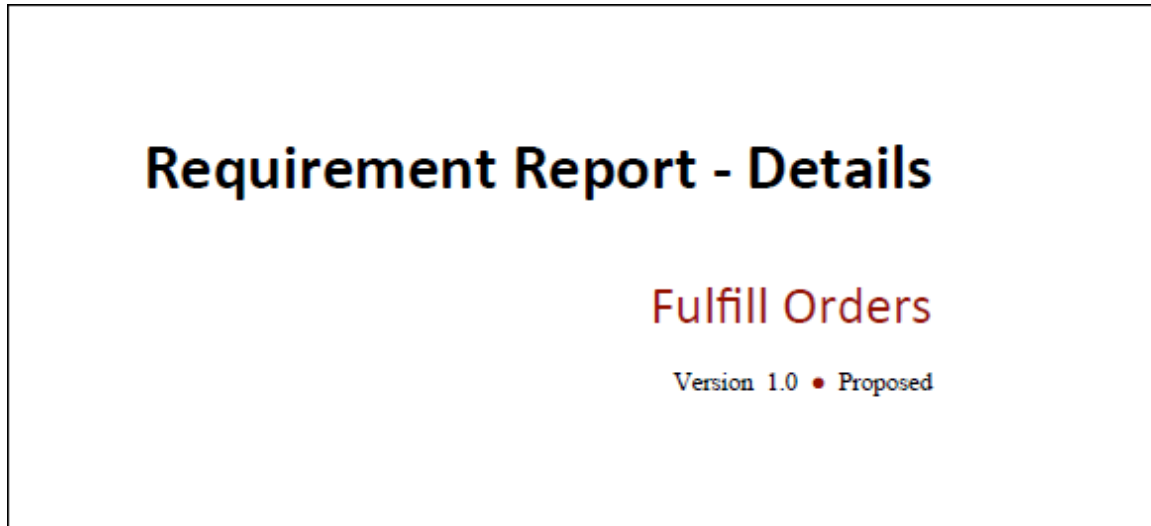 Requirement Report - Details
Fulfill Orders
Version 1.0 ● Proposed